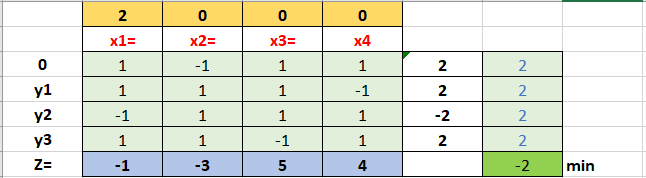 2 0 0 0
x1= x2= x3= x4
0 1 -1 1 1 2 2
y1 1 1 1 -1 2 2
y2 -1 1 1 1 -2 2
y3 1 1 -1 1 2 2
Z= -1 -3 5 4 -2 min